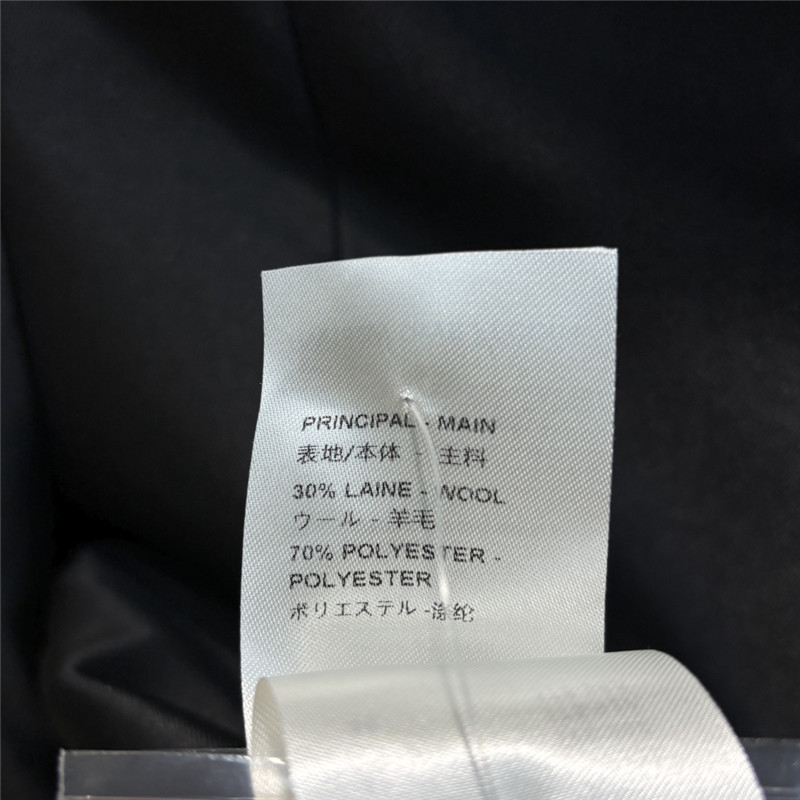 PRINCIPAL - MAIN
表地/本体 - 主料
30% LAINE - WOOL
ウール - 羊毛
70% POLYESTER -
POLYESTER
ポリエステル -涤纶